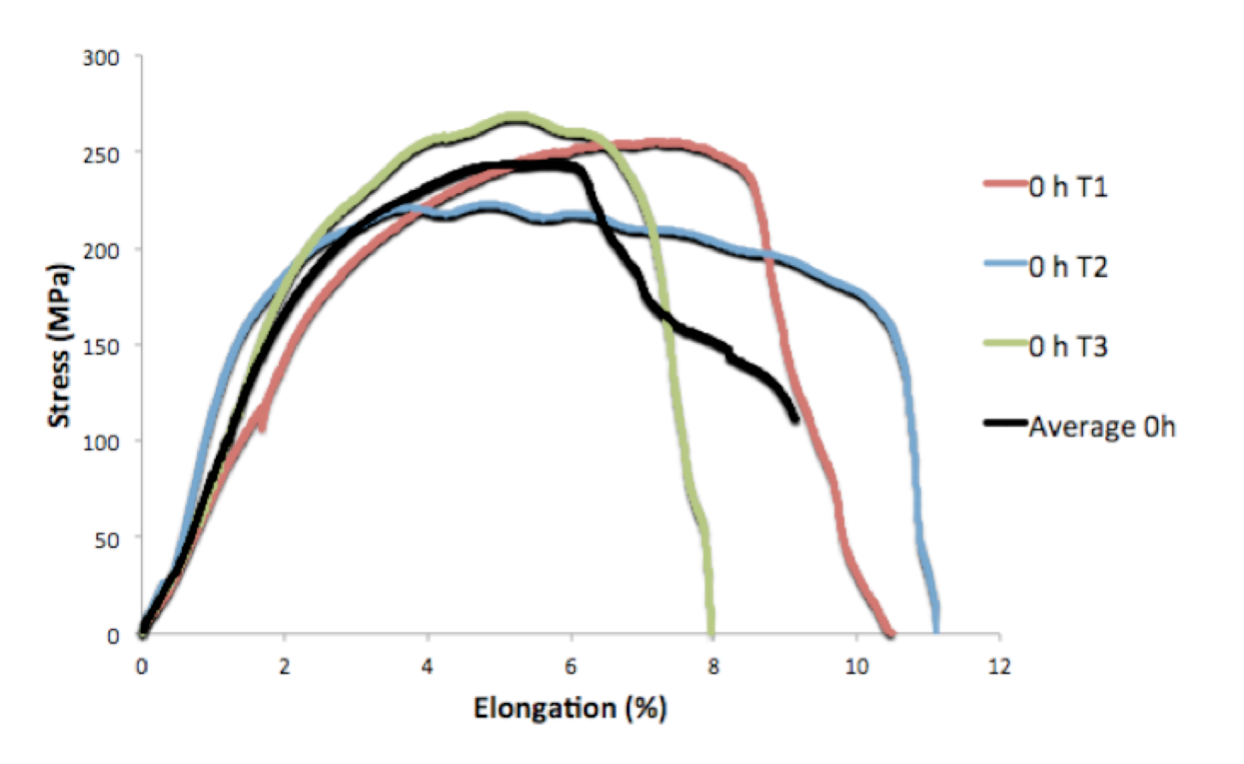 300
250
200
150
100
50
0
Stress (MPa)
0 2 4 6 8 10 12
Elongation (%)
0 h T1
0 h T2
0 h T3
Average 0h